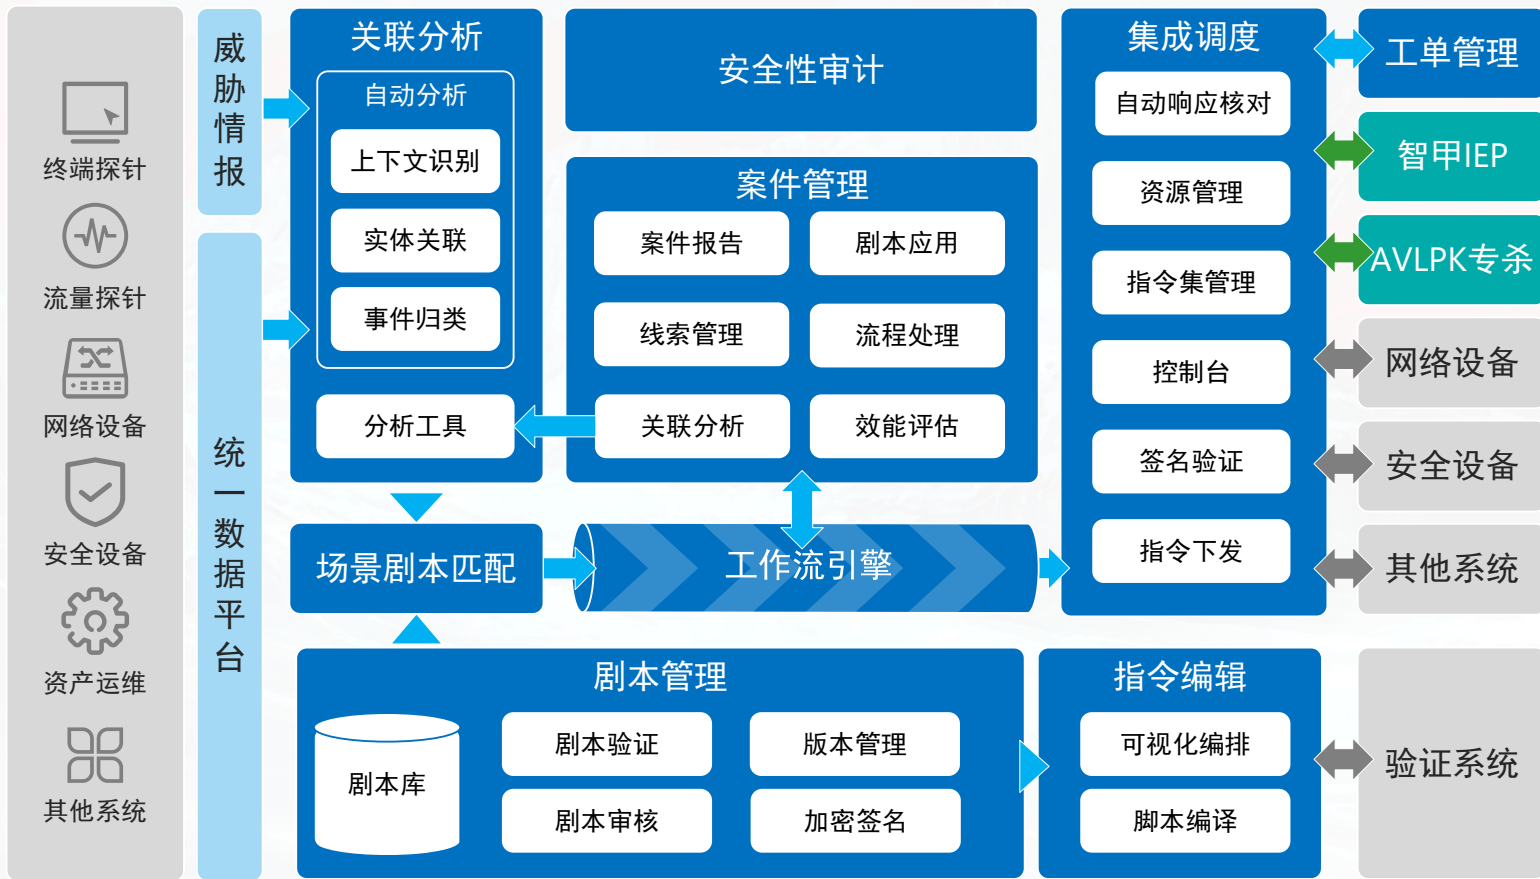 终端探针
流量探针
网络设备
安全设备
资产运维
其他系统
威胁情报
统一数据平台
关联分析
自动分析
上下文识别
实体关联
事件归类
分析工具
安全性审计
案件管理
案件报告
剧本应用
线索管理
流程处理
关联分析
效能评估
场景剧本匹配
工作流引擎
集成调度
自动响应核对
资源管理
指令集管理
控制台
签名验证
指令下发
工单管理
智甲IEP
AVLPK专杀
网络设备
安全设备
其他系统
剧本管理
剧本库
剧本验证
版本管理
剧本审核
加密签名
指令编辑
可视化编排
脚本编译
验证系统